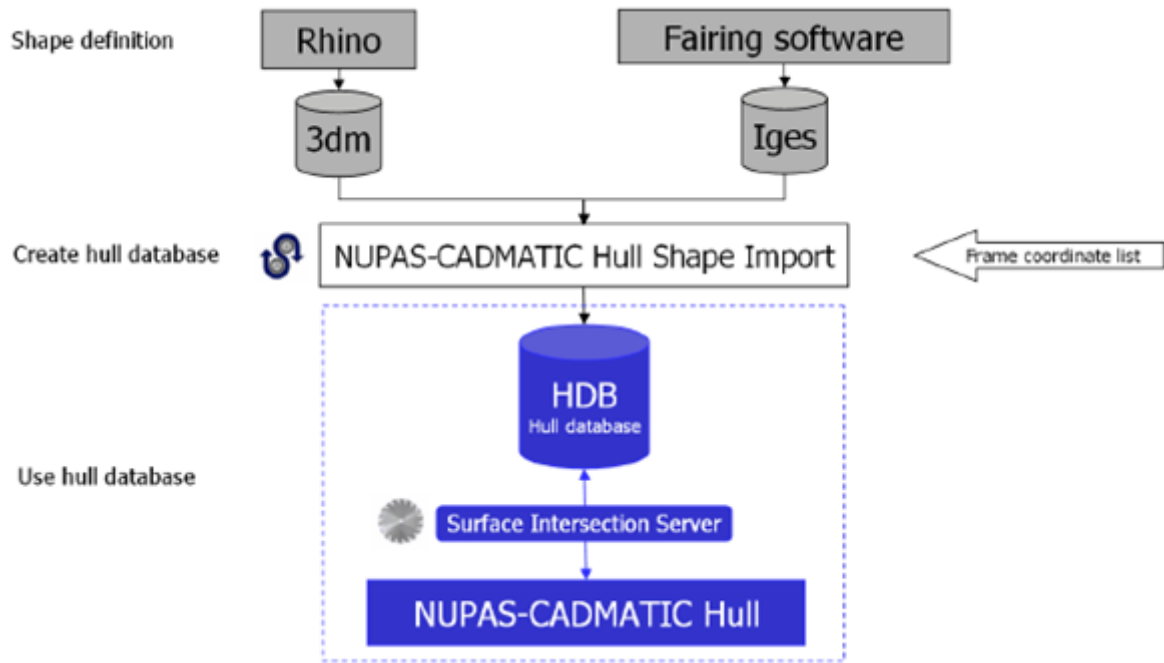 Shape definition
Rhino
Fairing software
3dm
Iges
Create hull database
NUPAS-CADMATIC Hull Shape Import
Frame coordinate list
HDB
Hull database
Use hull database
Surface Intersection Server
NUPAS-CADMATIC Hull